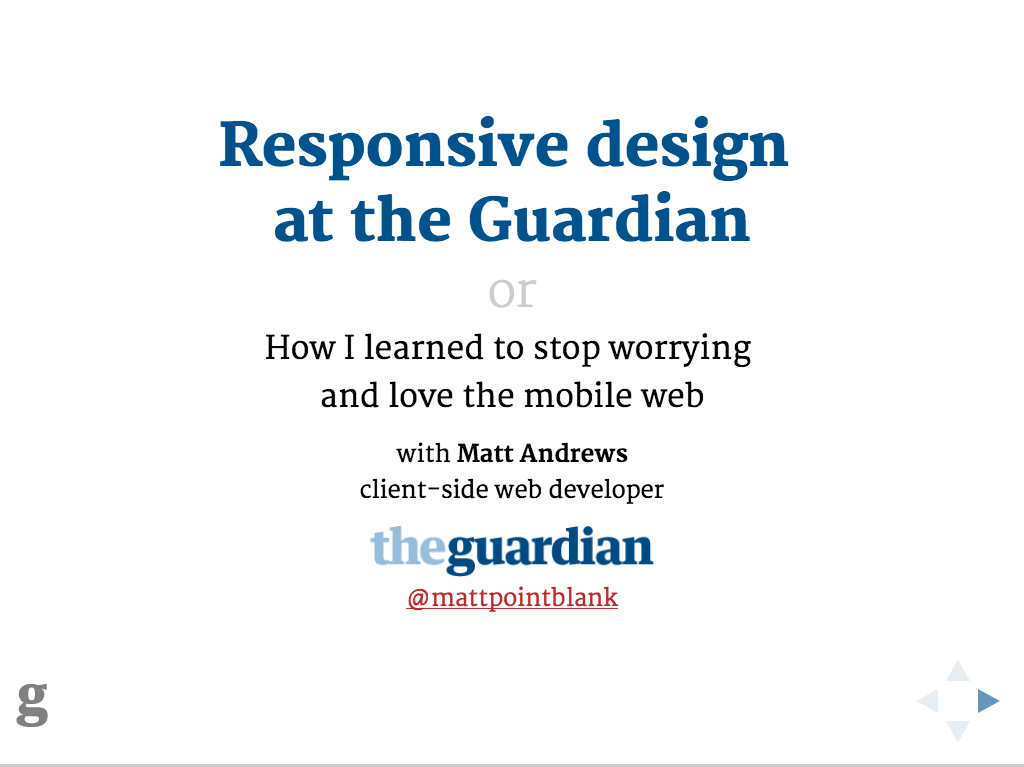 Responsive design
at the Guardian
or
How I learned to stop worrying
and love the mobile web
with Matt Andrews
client-side web developer
theguardian
@mattpointblank
g